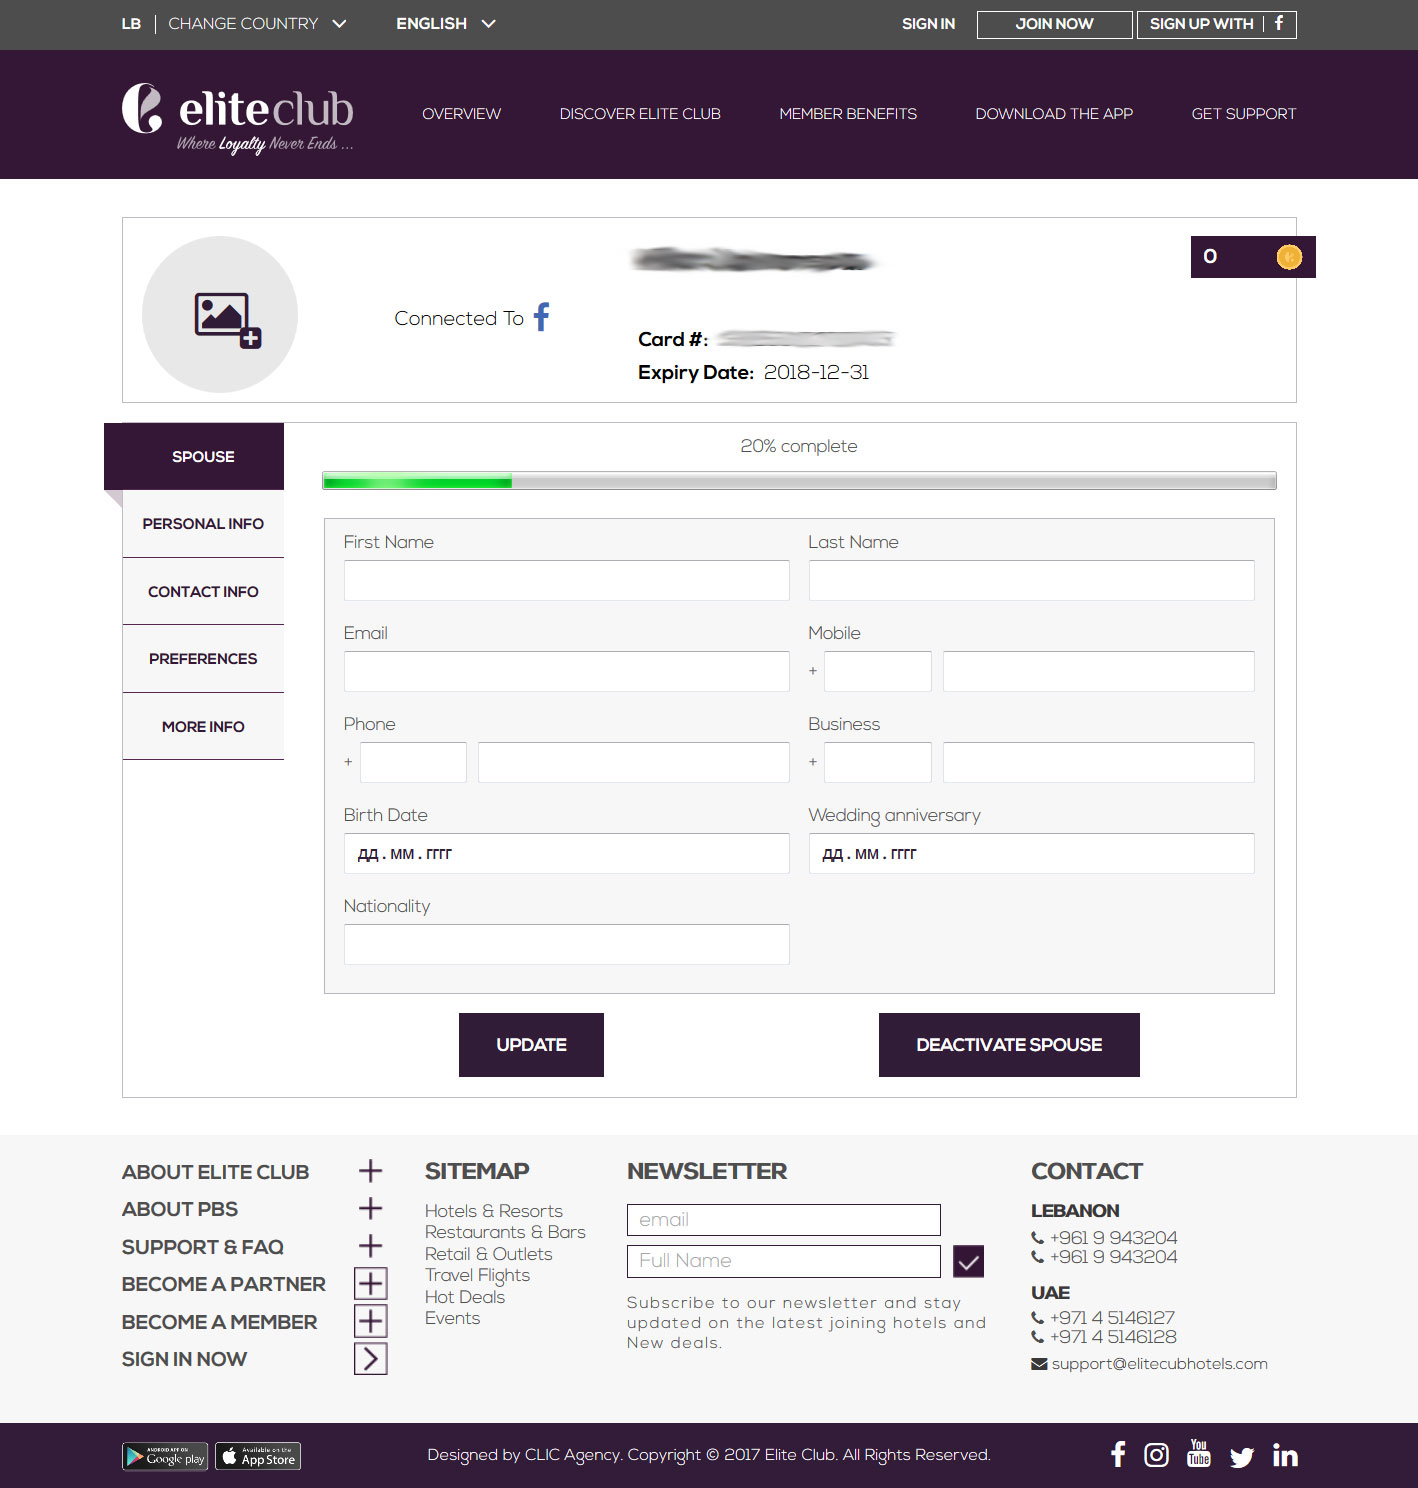 LB CHANGE COUNTRY ENGLISH SIGN IN JOIN NOW SIGN UP WITH f
eliteclub
Where Loyalty Never Ends ...
OVERVIEW DISCOVER ELITE CLUB MEMBER BENEFITS DOWNLOAD THE APP GET SUPPORT
0
Connected To f
Card #:
Expiry Date: 2018-12-31
SPOUSE
PERSONAL INFO
CONTACT INFO
PREFERENCES
MORE INFO
20% complete
First Name Last Name
Email Mobile
+
Phone Business
+ +
Birth Date Wedding anniversary
дд . мм . гггг дд . мм . гггг
Nationality
UPDATE DEACTIVATE SPOUSE
ABOUT ELITE CLUB
ABOUT PBS
SUPPORT & FAQ
BECOME A PARTNER
BECOME A MEMBER
SIGN IN NOW
SITEMAP
Hotels & Resorts
Restaurants & Bars
Retail & Outlets
Travel Flights
Hot Deals
Events
NEWSLETTER
email
Full Name
Subscribe to our newsletter and stay
updated on the latest joining hotels and
New deals.
CONTACT
LEBANON
+961 9 943204
+961 9 943204
UAE
+971 4 5146127
+971 4 5146128
support@elitecubhotels.com
ANDROID APP ON
Google play
Available on the
App Store
Designed by CLIC Agency. Copyright © 2017 Elite Club. All Rights Reserved.
You
Tube